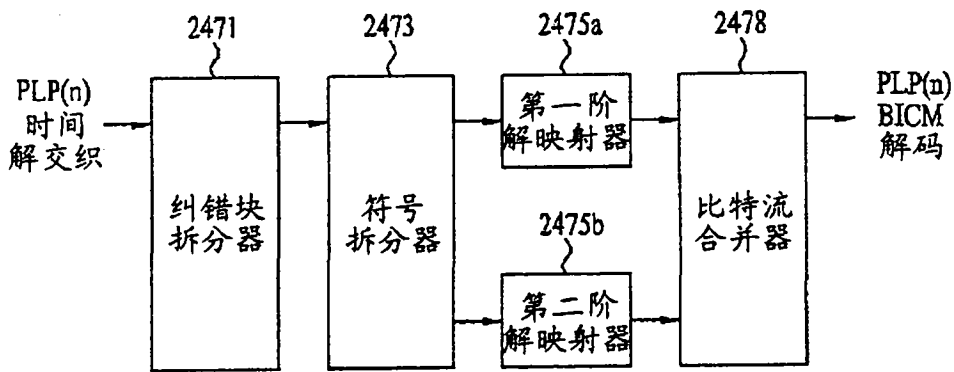 2471
2473
2475a
2478
PLP(n)
时间
解交织
纠错块
拆分器
符号
拆分器
第一阶
解映射器
2475b
第二阶
解映射器
比特流
合并器
PLP(n)
BICM
解码